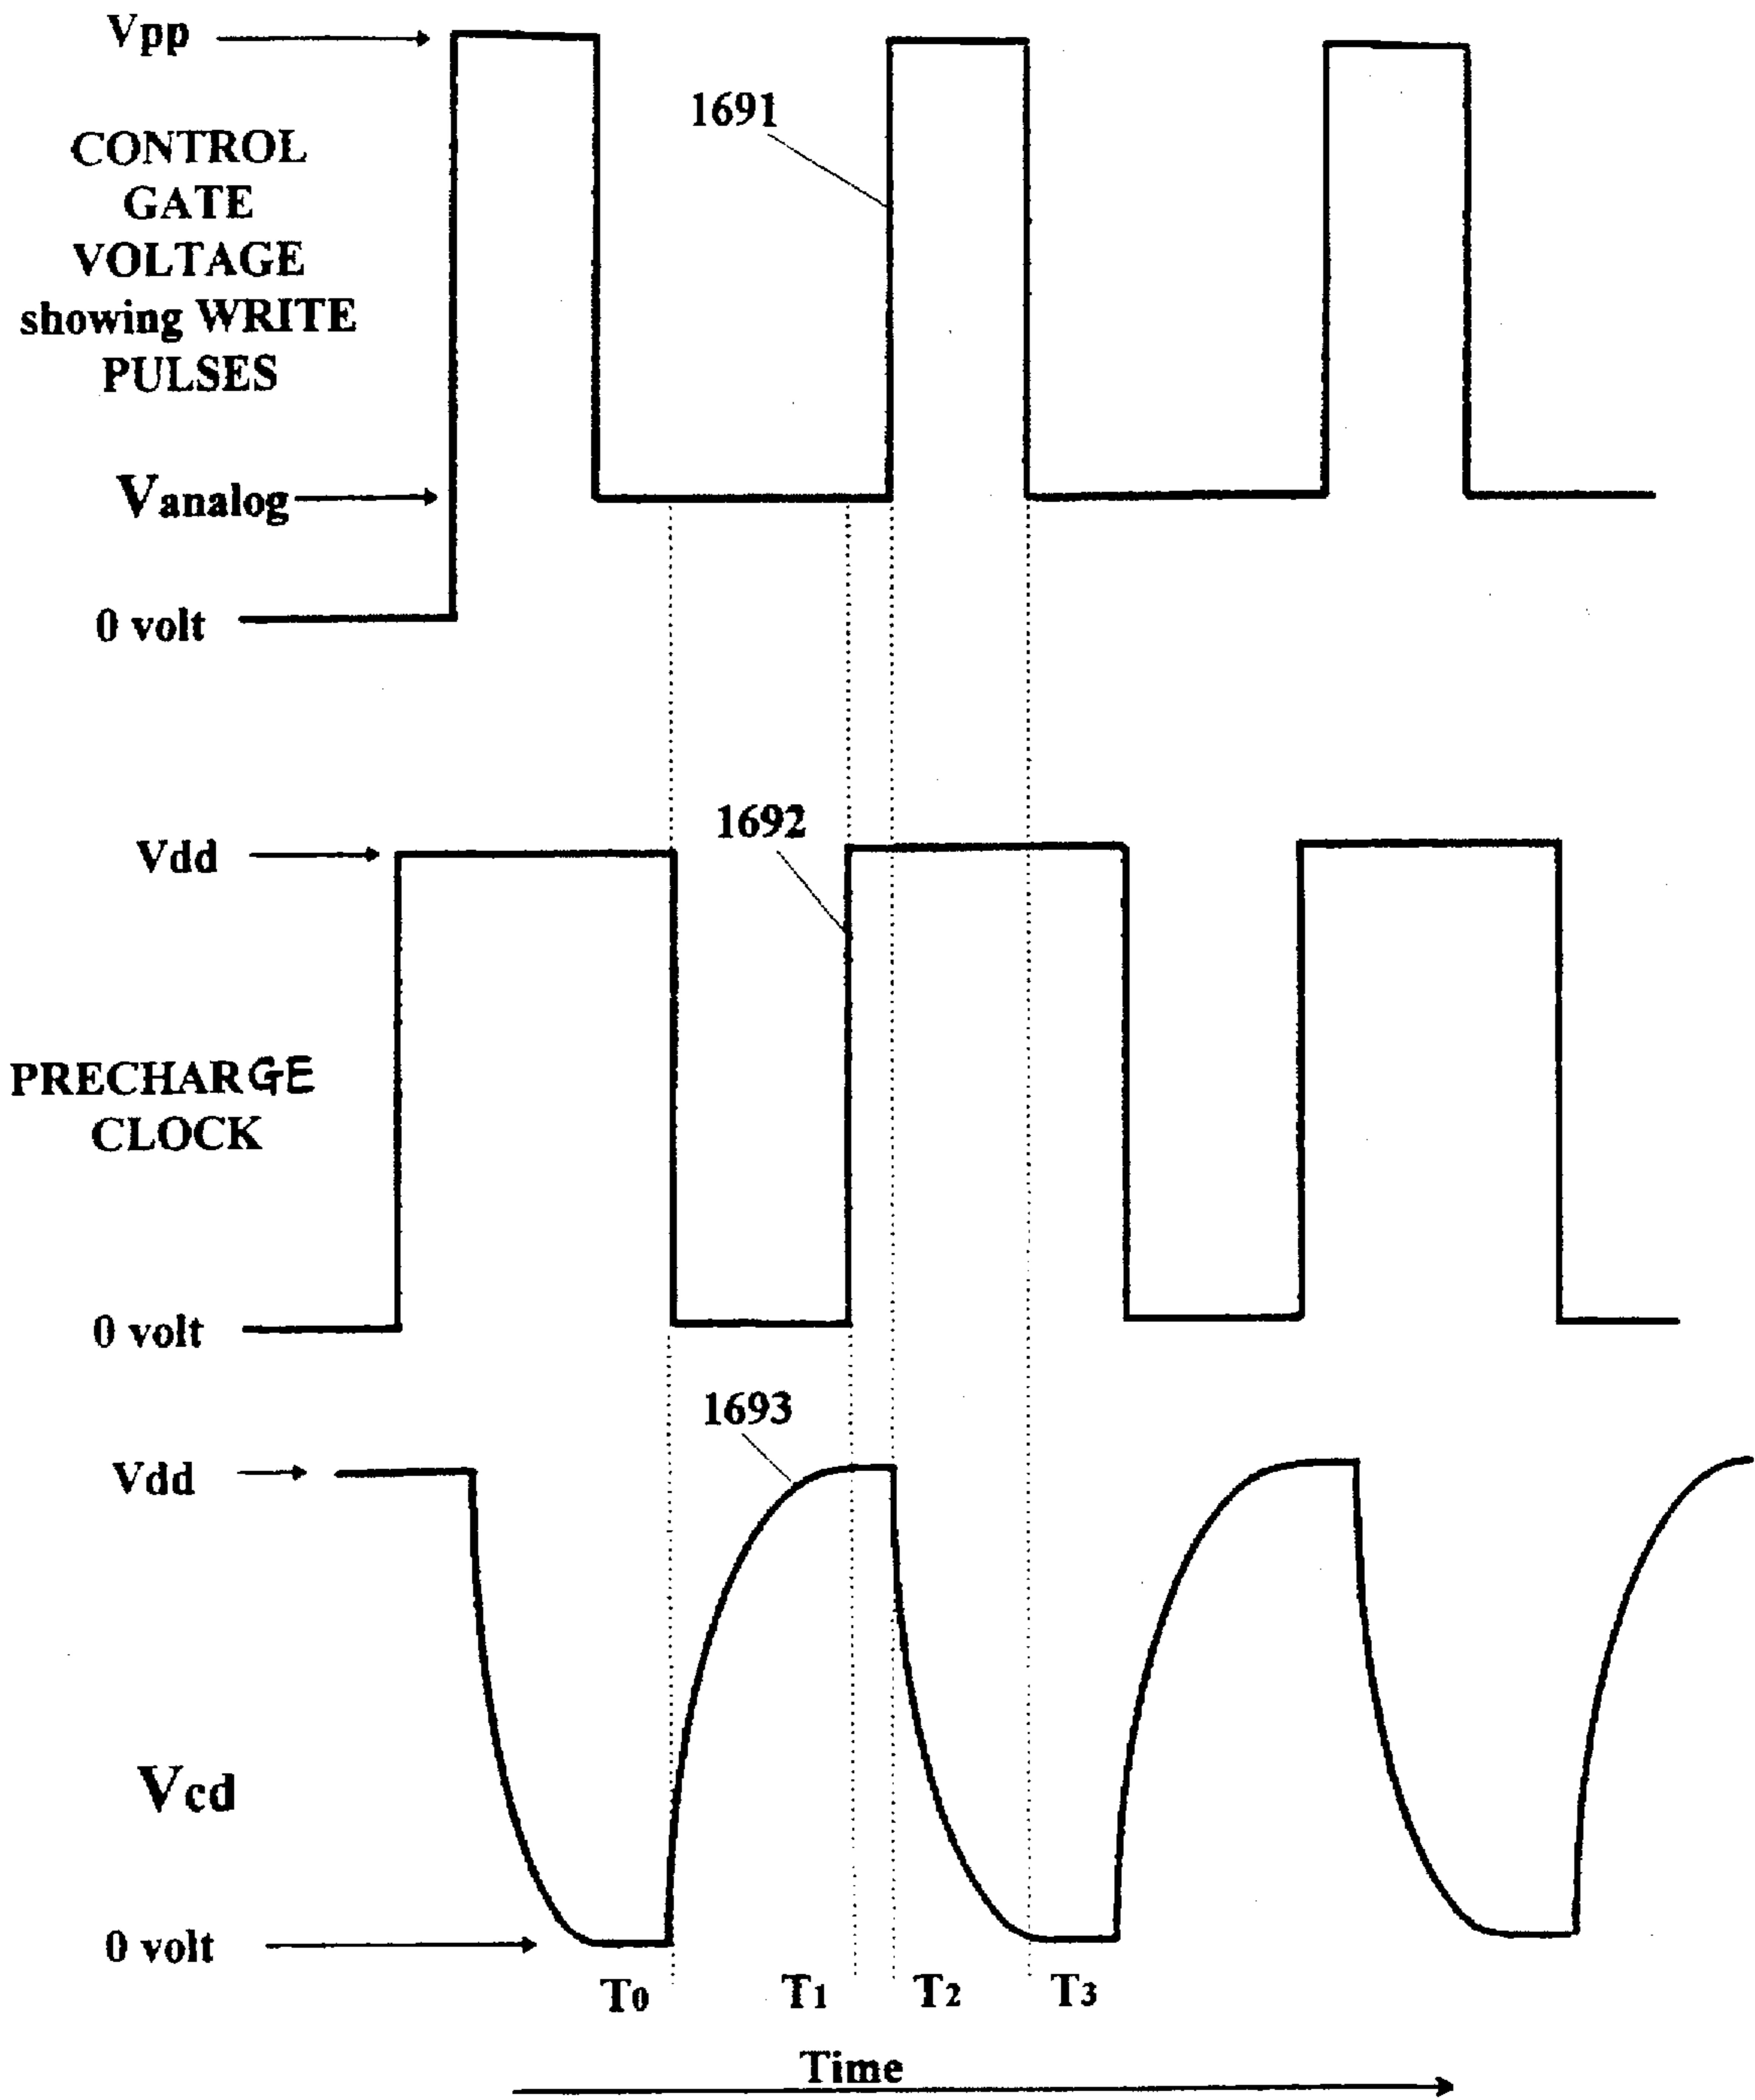 Vpp
1691
CONTROL
GATE
VOLTAGE
showing WRITE
PULSES
Vanalog
0 volt
1692
Vdd
PRECHARGE
CLOCK
0 volt
1693
Vdd
Vcd
0 volt
T0 T1 T2 T3
Time